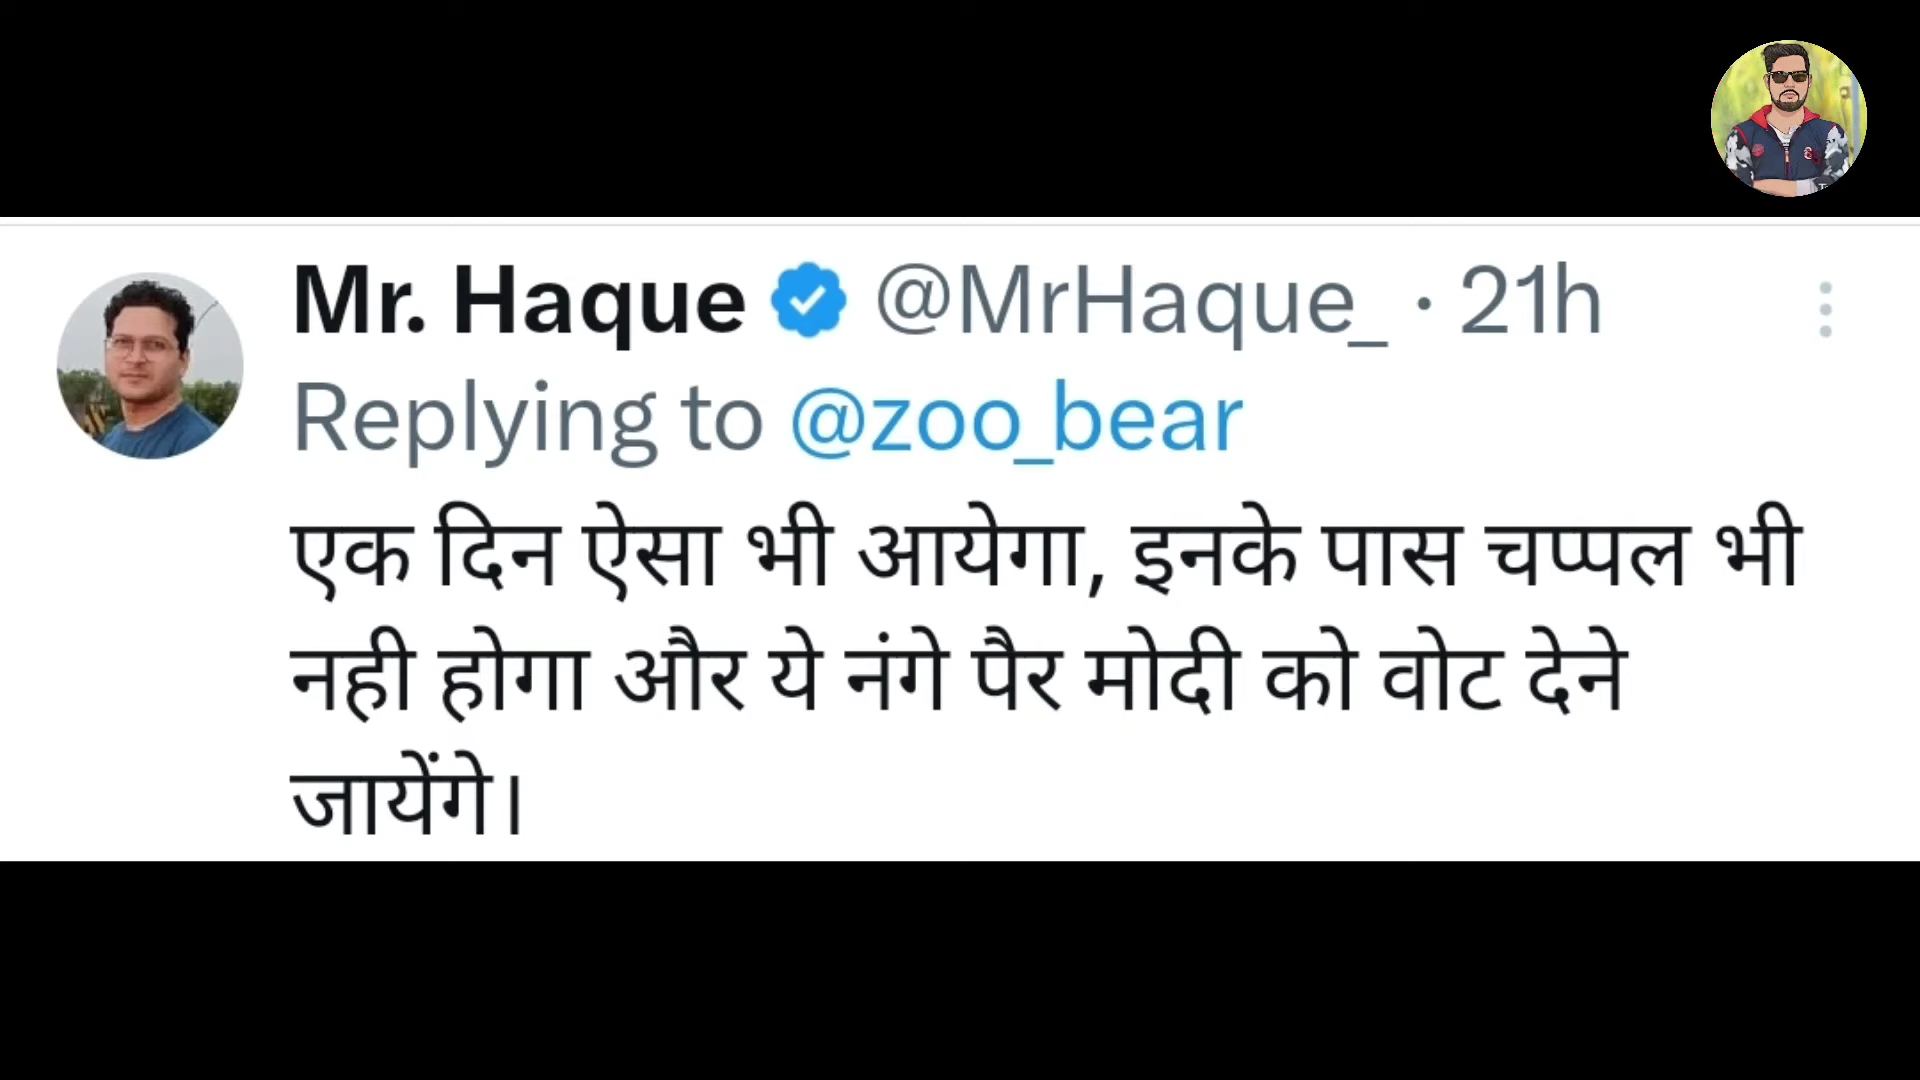 Mr. Haque @MrHaque_ · 21h
Replying to @zoo_bear
एक दिन ऐसा भी आयेगा, इनके पास चप्पल भी
नही होगा और ये नंगे पैर मोदी को वोट देने
जायेंगे।